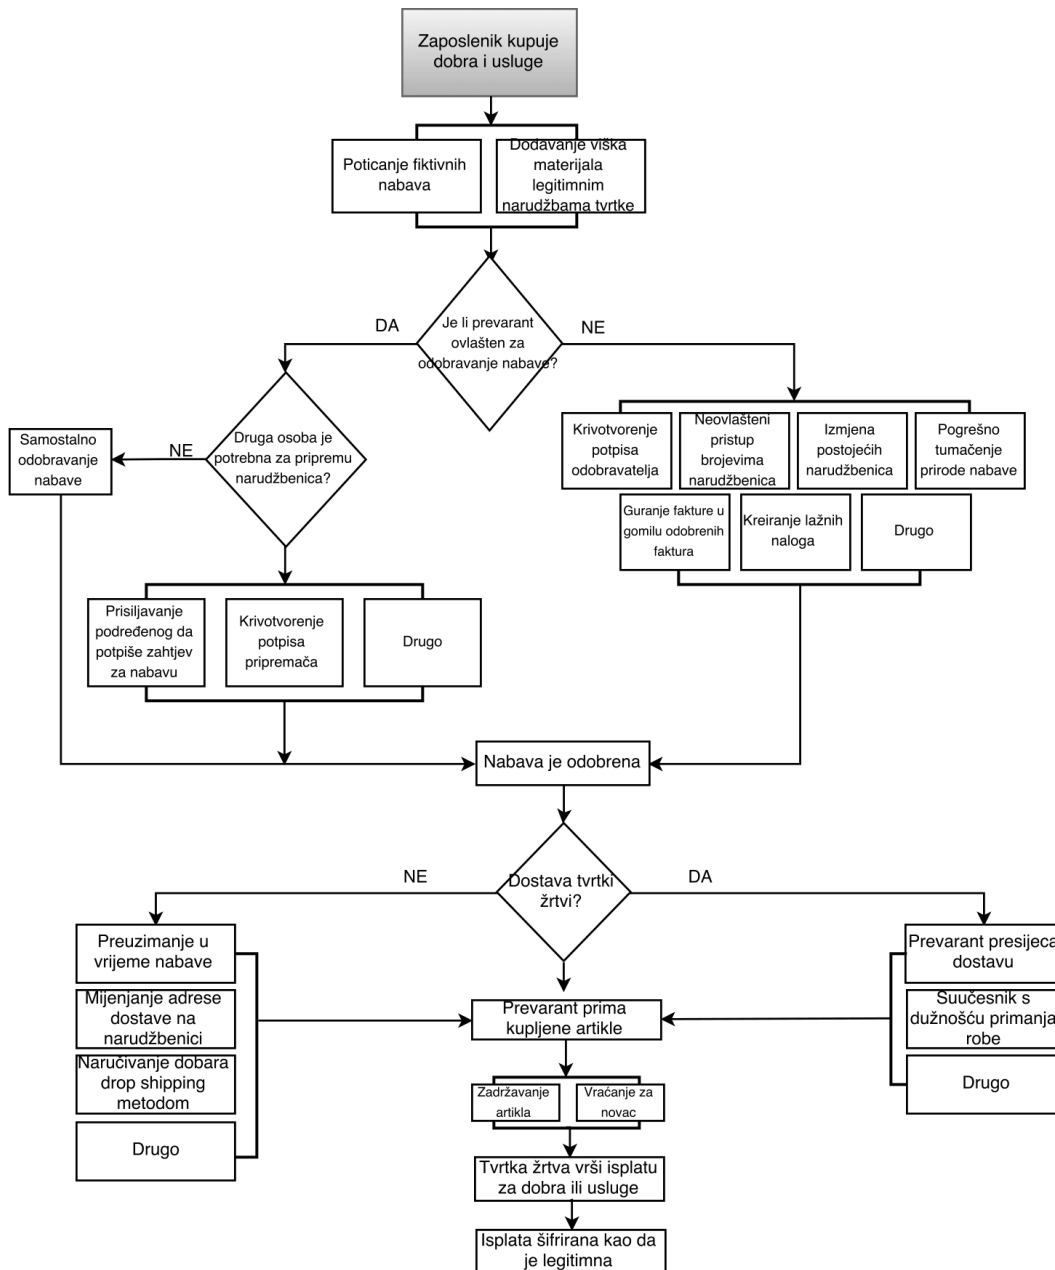 Zaposlenik kupuje
dobra i usluge
Poticanje fiktivnih
nabava
Dodavanje viška
materijala
legitimnim
narudžbama tvrtke
Je li prevarant
ovlašten za
odobravanje nabave?
DA
NE
Druga osoba je
potrebna za pripremu
narudžbenica?
NE
Samostalno
odobravanje
nabave
Krivotvorenje
potpisa
odobravatelja
Neovlašteni
pristup
brojevima
narudžbenica
Izmjena
postojećih
narudžbenica
Pogrešno
tumačenje
prirode nabave
Guranje fakture u
gomilu odobrenih
faktura
Kreiranje lažnih
naloga
Drugo
Prisiljavanje
podređenog da
potpiše zahtjev
za nabavu
Krivotvorenje
potpisa
pripremača
Drugo
Nabava je odobrena
Dostava tvrtki
žrtvi?
NE
DA
Preuzimanje u
vrijeme nabave
Mijenjanje adrese
dostave na
narudžbenici
Naručivanje dobara
drop shipping
metodom
Drugo
Prevarant presijeca
dostavu
Suučesnik s
dužnošću primanja
robe
Drugo
Prevarant prima
kupljene artikle
Zadržavanje
artikla
Vraćanje za
novac
Tvrtka žrtva vrši isplatu
za dobra ili usluge
Isplata šifrirana kao da
je legitimna